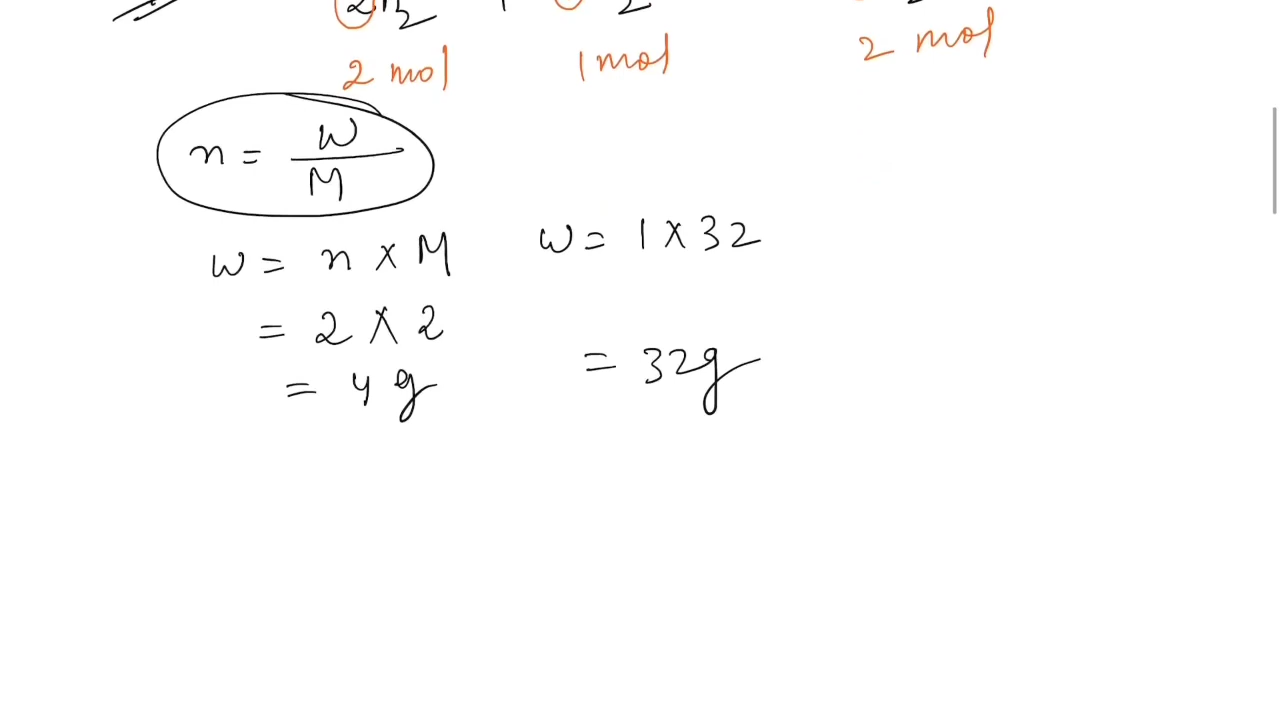 2 mol 1 mol 2 mol
n = W / M
W = n × M W = 1 × 32
= 2 × 2
= 32g
= 4 g